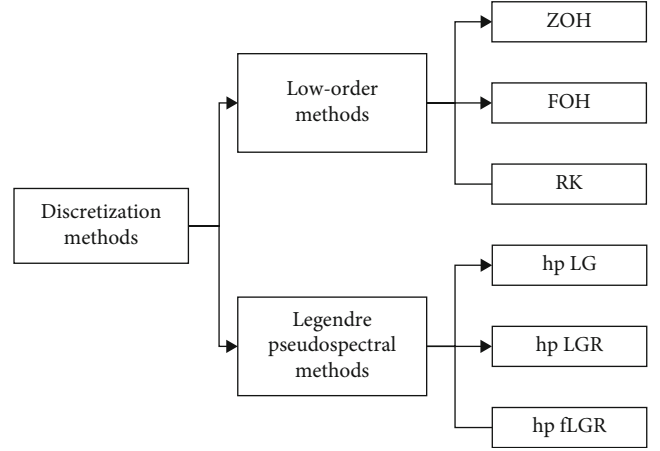 Discretization
methods
Low-order
methods
ZOH
FOH
RK
Legendre
pseudospectral
methods
hp LG
hp LGR
hp fLGR